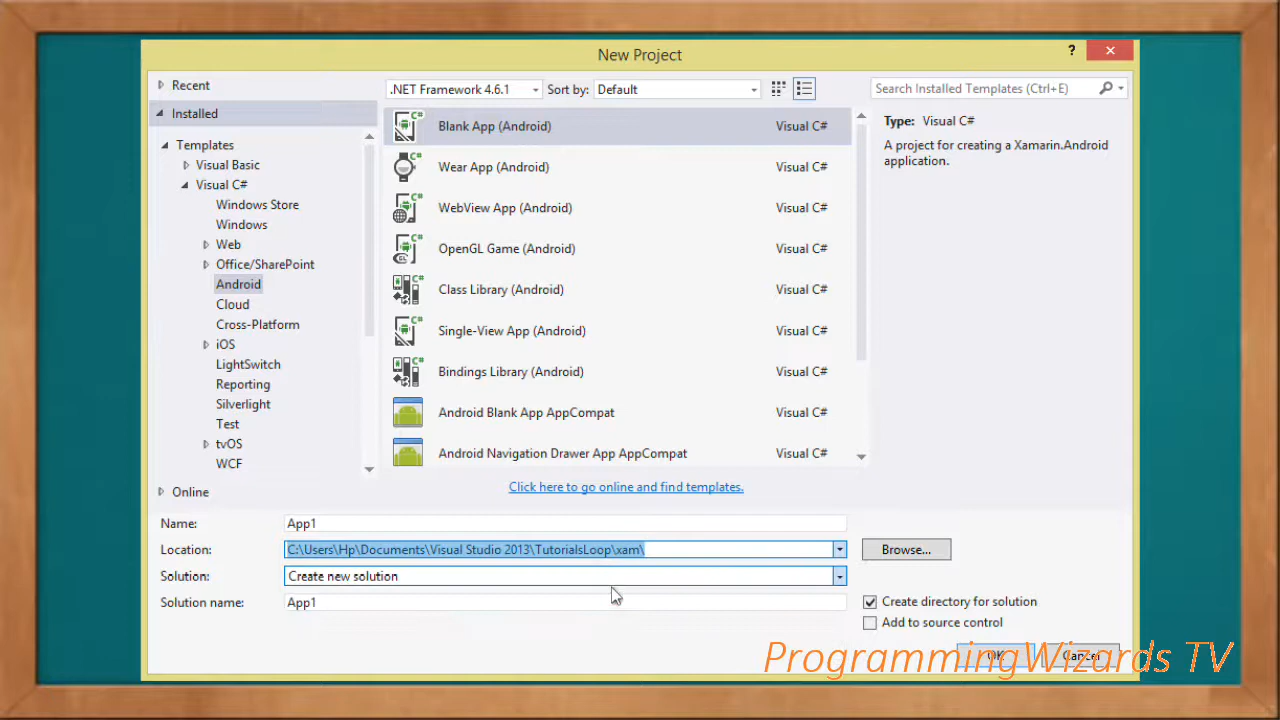 New Project
?
Recent
.NET Framework 4.6.1
Sort by:
Default
Search Installed Templates (Ctrl+E)
Installed
Templates
Visual Basic
Visual C#
Windows Store
Windows
Web
Office/SharePoint
Android
Cloud
Cross-Platform
iOS
LightSwitch
Reporting
Silverlight
Test
tvOS
WCF
Online
C#
Blank App (Android) Visual C#
C#
Wear App (Android) Visual C#
C#
WebView App (Android) Visual C#
C#
GL
OpenGL Game (Android) Visual C#
C#
Class Library (Android) Visual C#
C#
Single-View App (Android) Visual C#
C#
Bindings Library (Android) Visual C#
Android Blank App AppCompat Visual C#
Android Navigation Drawer App AppCompat Visual C#
Click here to go online and find templates.
Type: Visual C#
A project for creating a Xamarin.Android
application.
Name: App1
Location: C:\Users\Hp\Documents\Visual Studio 2013\TutorialsLoop\xam\
Browse...
Solution: Create new solution
Solution name: App1
Create directory for solution
Add to source control
OK
Cancel
ProgrammingWizards TV